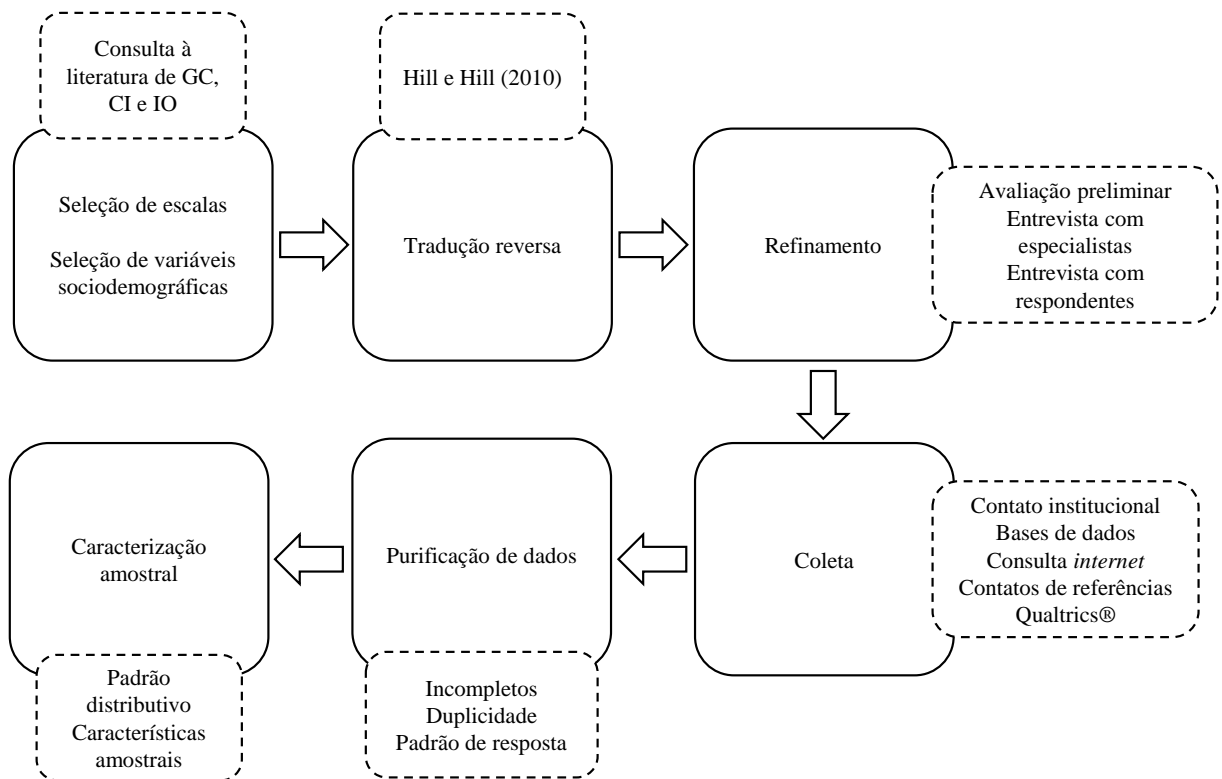 Consulta à
literatura de GC,
CI e IO
Seleção de escalas
Seleção de variáveis
sociodemográficas
Hill e Hill (2010)
Tradução reversa
Refinamento
Avaliação preliminar
Entrevista com
especialistas
Entrevista com
respondentes
Coleta
Contato institucional
Bases de dados
Consulta internet
Contatos de referências
Qualtrics®
Purificação de dados
Incompletos
Duplicidade
Padrão de resposta
Caracterização
amostral
Padrão
distributivo
Características
amostrais